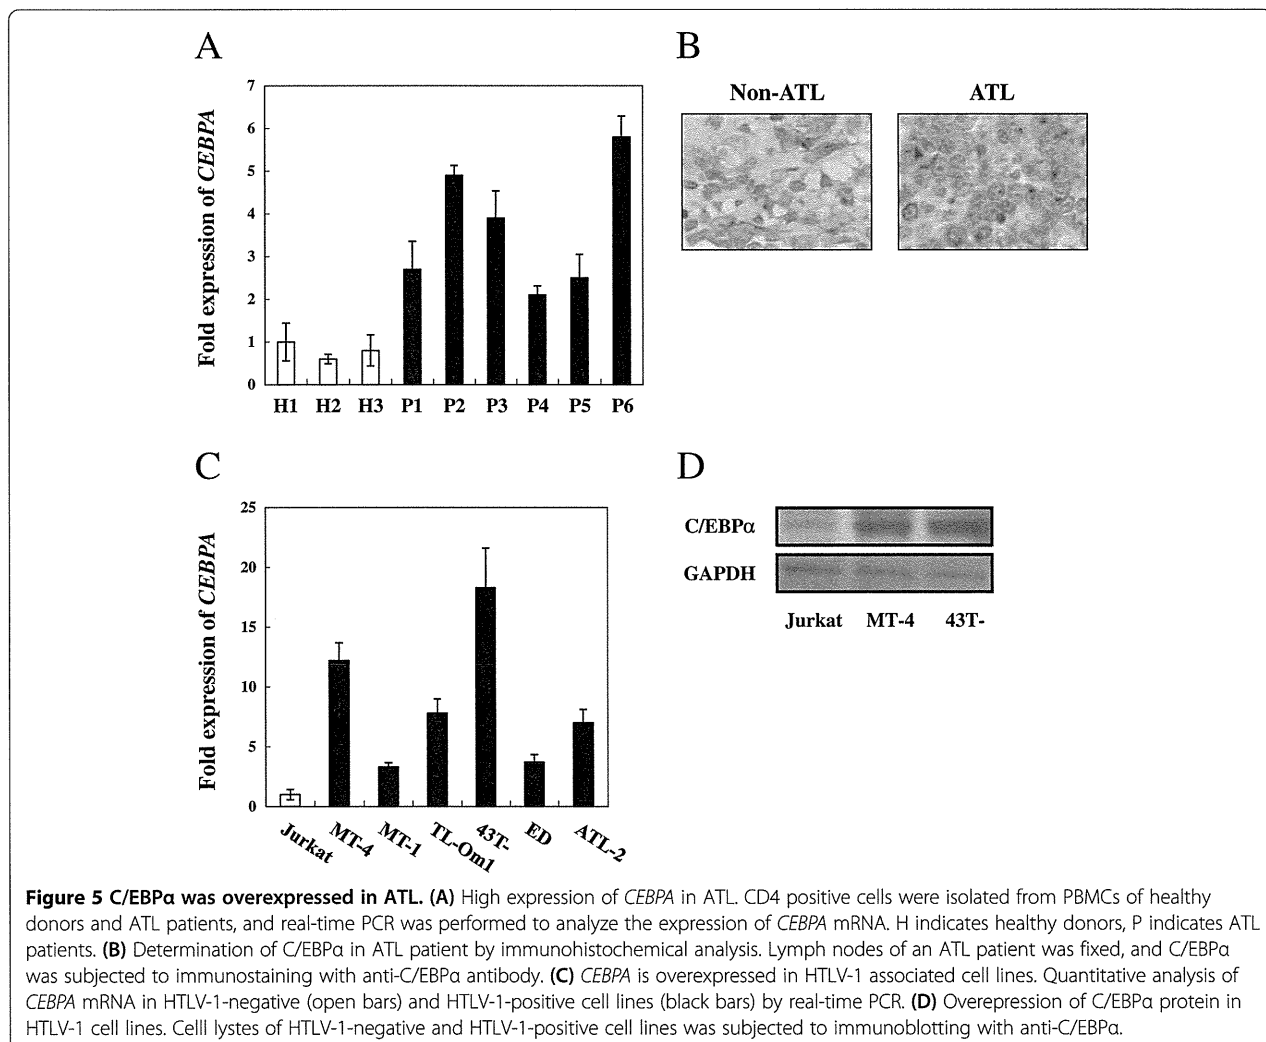 A
B
Fold expression of CEBPA
7
6
5
4
3
2
1
0
H1 H2 H3 P1 P2 P3 P4 P5 P6
Non-ATL ATL
C
D
Fold expression of CEBPA
25
20
15
10
5
0
Jurkat MT-4 MT-1 TL-Om1 43T- ED ATL-2
C/EBPα
GAPDH
Jurkat MT-4 43T-
Figure 5 C/EBPα was overexpressed in ATL. (A) High expression of CEBPA in ATL. CD4 positive cells were isolated from PBMCs of healthy
donors and ATL patients, and real-time PCR was performed to analyze the expression of CEBPA mRNA. H indicates healthy donors, P indicates ATL
patients. (B) Determination of C/EBPα in ATL patient by immunohistochemical analysis. Lymph nodes of an ATL patient was fixed, and C/EBPα
was subjected to immunostaining with anti-C/EBPα antibody. (C) CEBPA is overexpressed in HTLV-1 associated cell lines. Quantitative analysis of
CEBPA mRNA in HTLV-1-negative (open bars) and HTLV-1-positive cell lines (black bars) by real-time PCR. (D) Overepression of C/EBPα protein in
HTLV-1 cell lines. Celll lystes of HTLV-1-negative and HTLV-1-positive cell lines was subjected to immunoblotting with anti-C/EBPα.